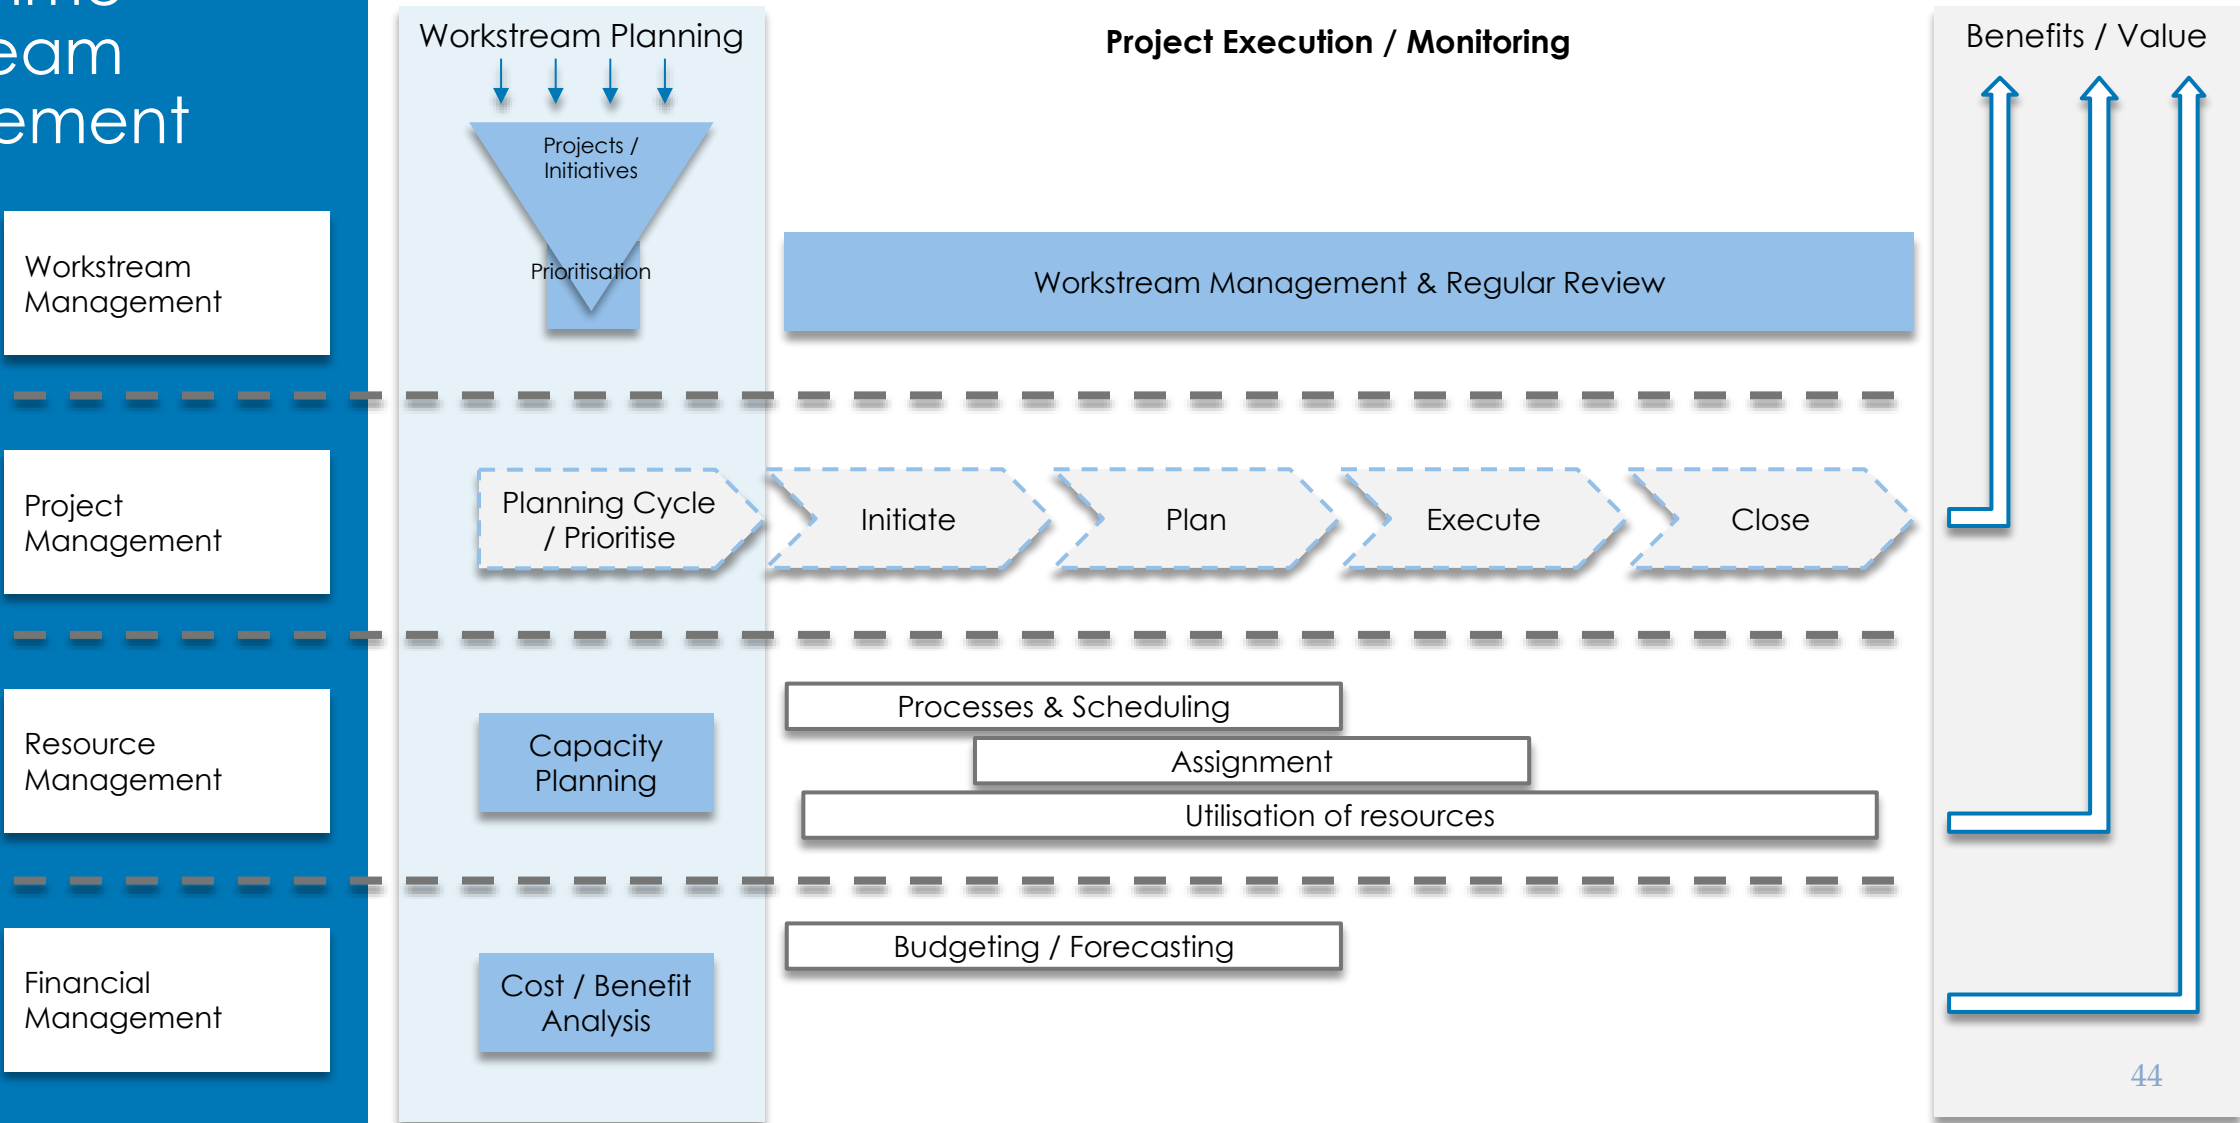 Workstream Planning
Project Execution / Monitoring
Benefits / Value
Projects /
Initiatives
Prioritisation
Workstream
Management
Workstream Management & Regular Review
Project
Management
Planning Cycle
/ Prioritise
Initiate
Plan
Execute
Close
Resource
Management
Capacity
Planning
Processes & Scheduling
Assignment
Utilisation of resources
Financial
Management
Cost / Benefit
Analysis
Budgeting / Forecasting
44